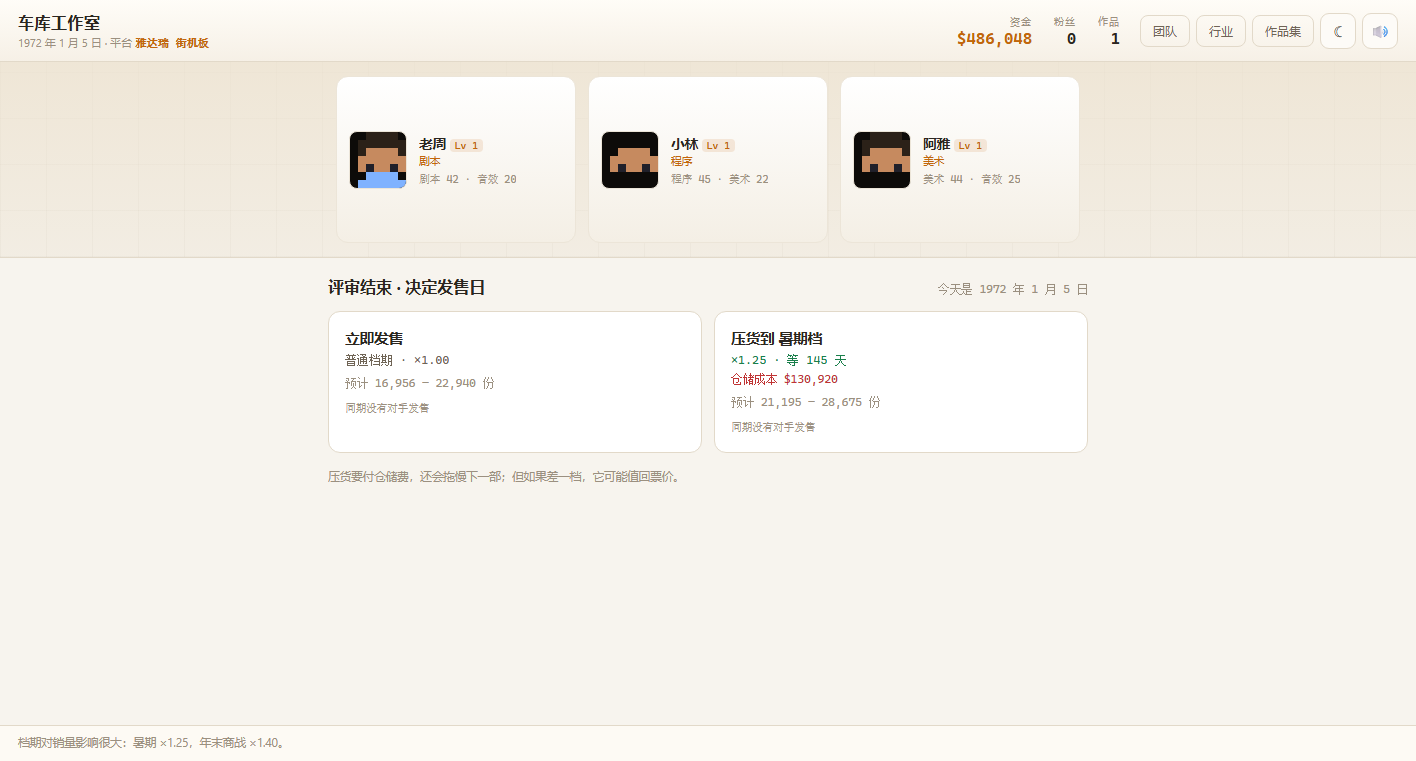 车库工作室
1972 年 1 月 5 日 · 平台 雅达瑞 街机板
资金
$486,048
粉丝
0
作品
1
团队
行业
作品集
老周 Lv 1
剧本
剧本 42 · 音效 20
小林 Lv 1
程序
程序 45 · 美术 22
阿雅 Lv 1
美术
美术 44 · 音效 25
评审结束 · 决定发售日
今天是 1972 年 1 月 5 日
立即发售
普通档期 · ×1.00
预计 16,956 — 22,940 份
同期没有对手发售
压货到 暑期档
×1.25 · 等 145 天
仓储成本 $130,920
预计 21,195 — 28,675 份
同期没有对手发售
压货要付仓储费，还会拖慢下一部；但如果差一档，它可能值回票价。
档期对销量影响很大：暑期 ×1.25，年末商战 ×1.40。